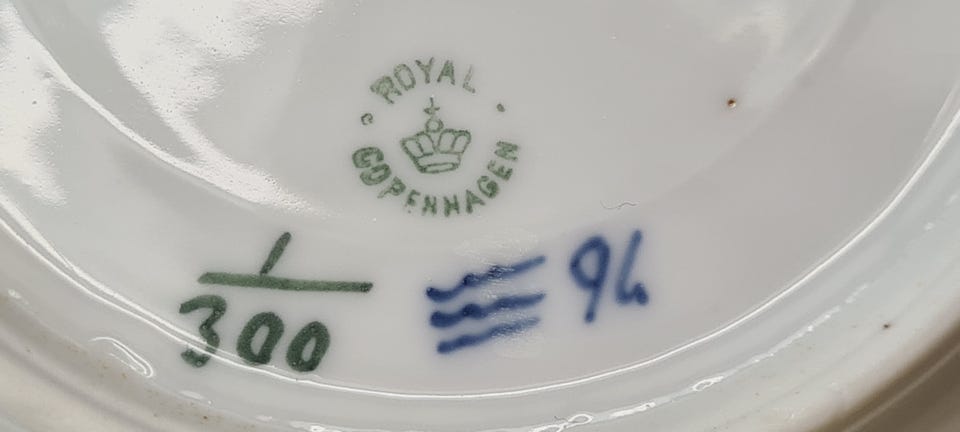 ROYAL
COPENHAGEN
1
300
94